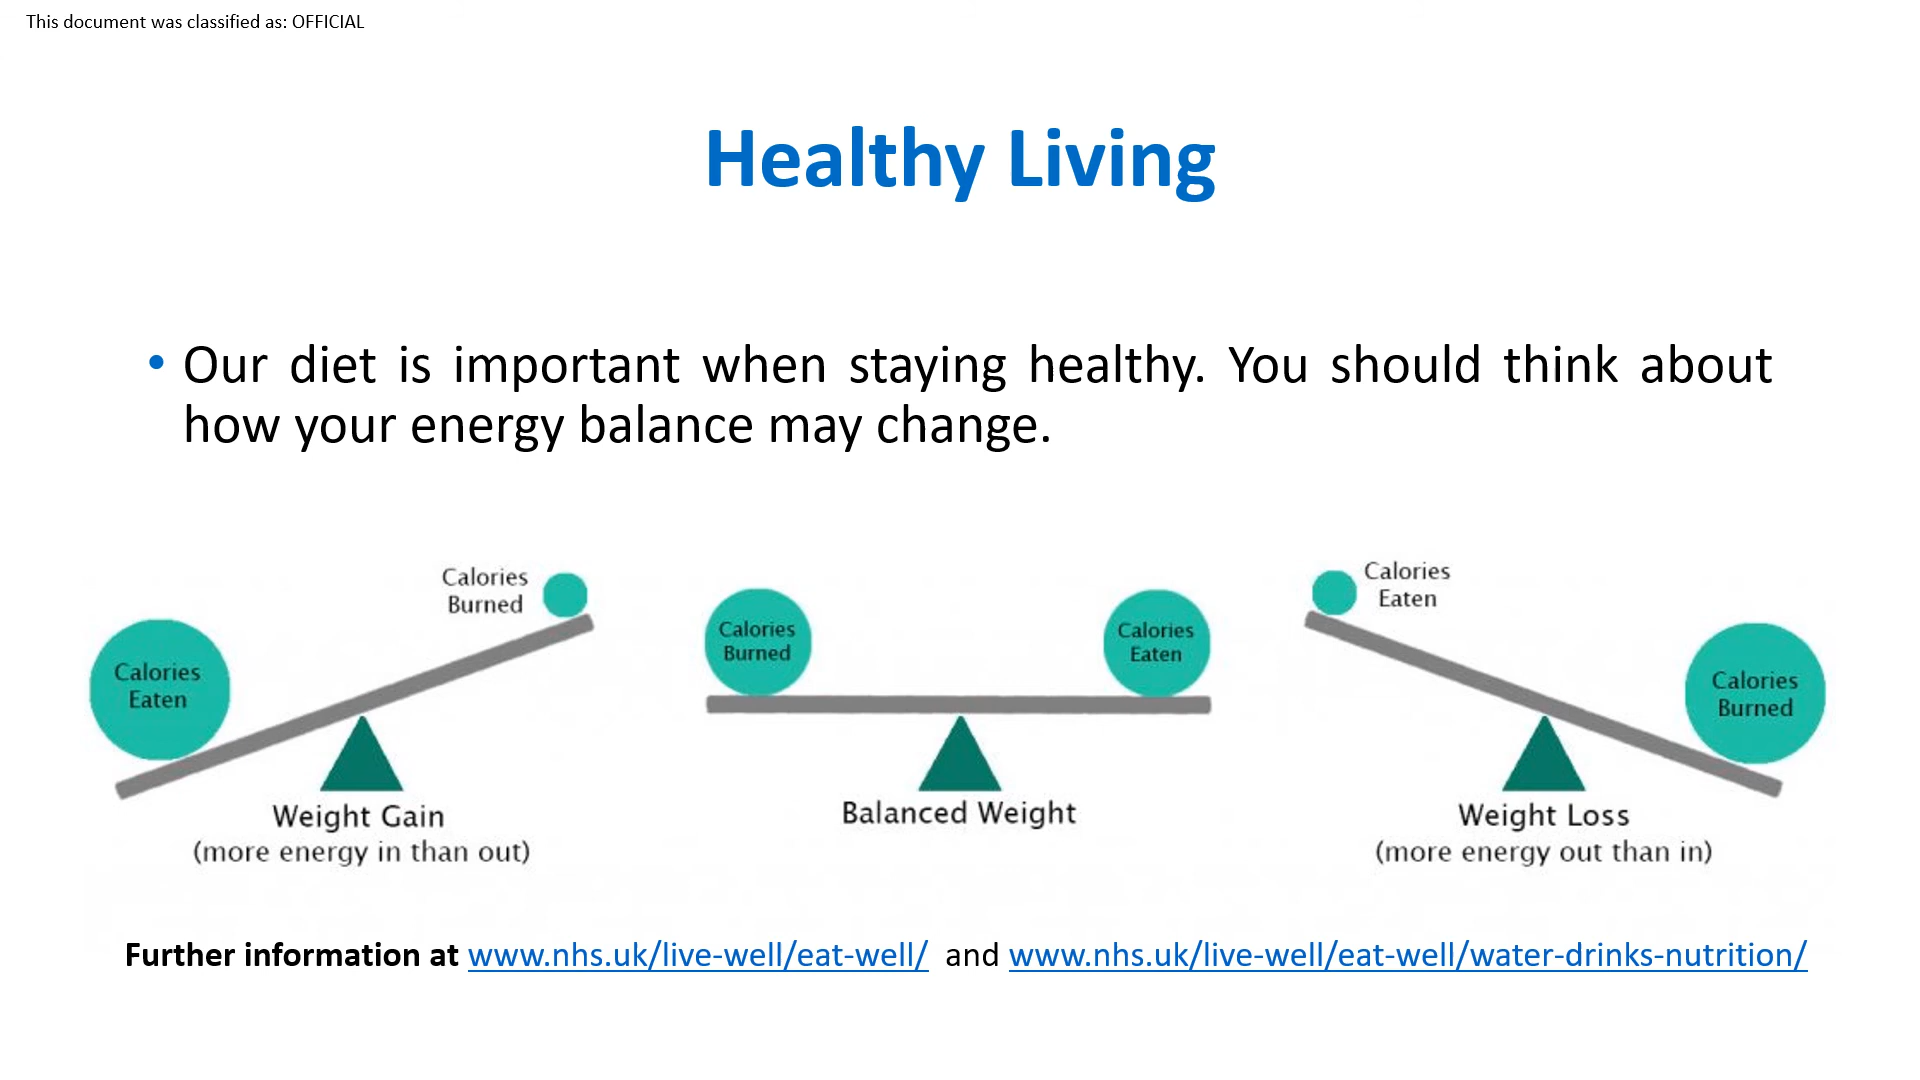 This document was classified as: OFFICIAL
Healthy Living
• Our diet is important when staying healthy. You should think about
how your energy balance may change.
Calories
Burned
Calories
Eaten
Weight Gain
(more energy in than out)
Calories
Burned
Calories
Eaten
Balanced Weight
Calories
Eaten
Calories
Burned
Weight Loss
(more energy out than in)
Further information at www.nhs.uk/live-well/eat-well/ and www.nhs.uk/live-well/eat-well/water-drinks-nutrition/